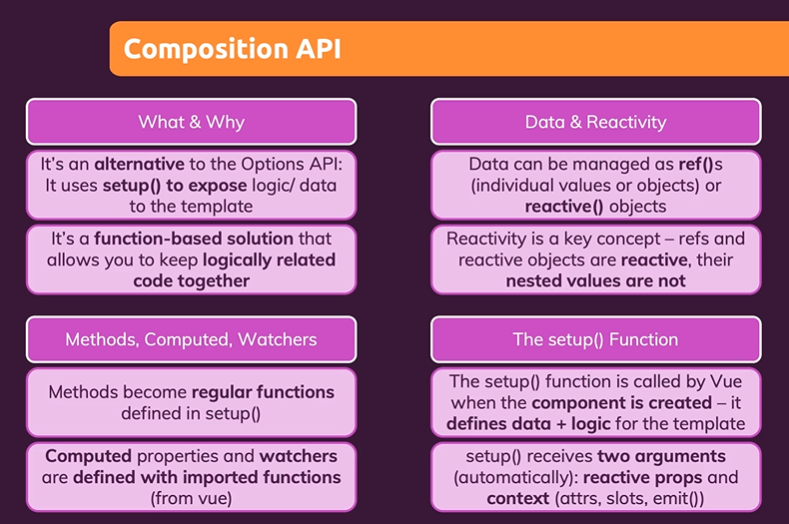 Composition API
What & Why
It's an alternative to the Options API:
It uses setup() to expose logic/ data
to the template
It's a function-based solution that
allows you to keep logically related
code together
Data & Reactivity
Data can be managed as ref()s
(individual values or objects) or
reactive() objects
Reactivity is a key concept – refs and
reactive objects are reactive, their
nested values are not
Methods, Computed, Watchers
Methods become regular functions
defined in setup()
Computed properties and watchers
are defined with imported functions
(from vue)
The setup() Function
The setup() function is called by Vue
when the component is created – it
defines data + logic for the template
setup() receives two arguments
(automatically): reactive props and
context (attrs, slots, emit())